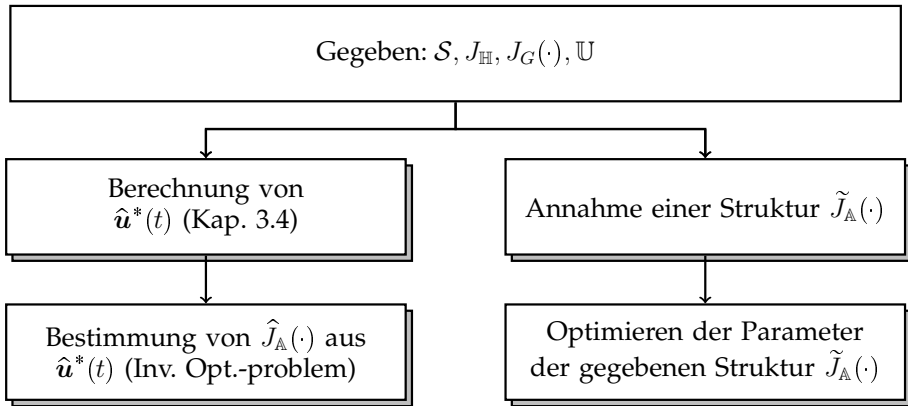 Gegeben: 𝒮, J_ℍ, J_G(·), 𝕌
Berechnung von
û*(t) (Kap. 3.4)
Annahme einer Struktur J̃_𝔸(·)
Bestimmung von Ĵ_𝔸(·) aus
û*(t) (Inv. Opt.-problem)
Optimieren der Parameter
der gegebenen Struktur J̃_𝔸(·)